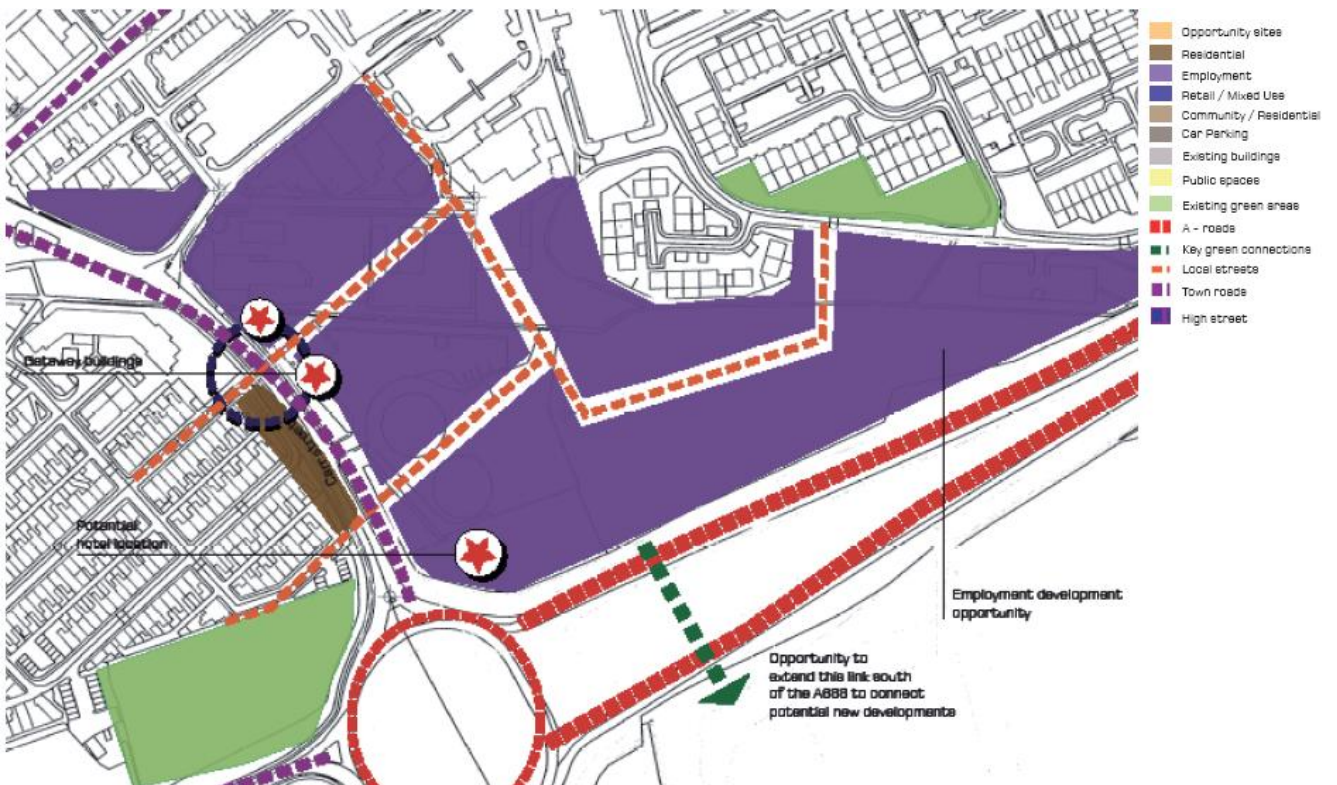 Opportunity sites
Residential
Employment
Retail / Mixed Use
Community / Residential
Car Parking
Existing buildings
Public spaces
Existing green areas
A - roads
Key green connections
Local streets
Town roads
High street
Gateway buildings
Carr street
Potential
hotel location
Employment development
opportunity
Opportunity to
extend this link south
of the A688 to connect
potential new developments